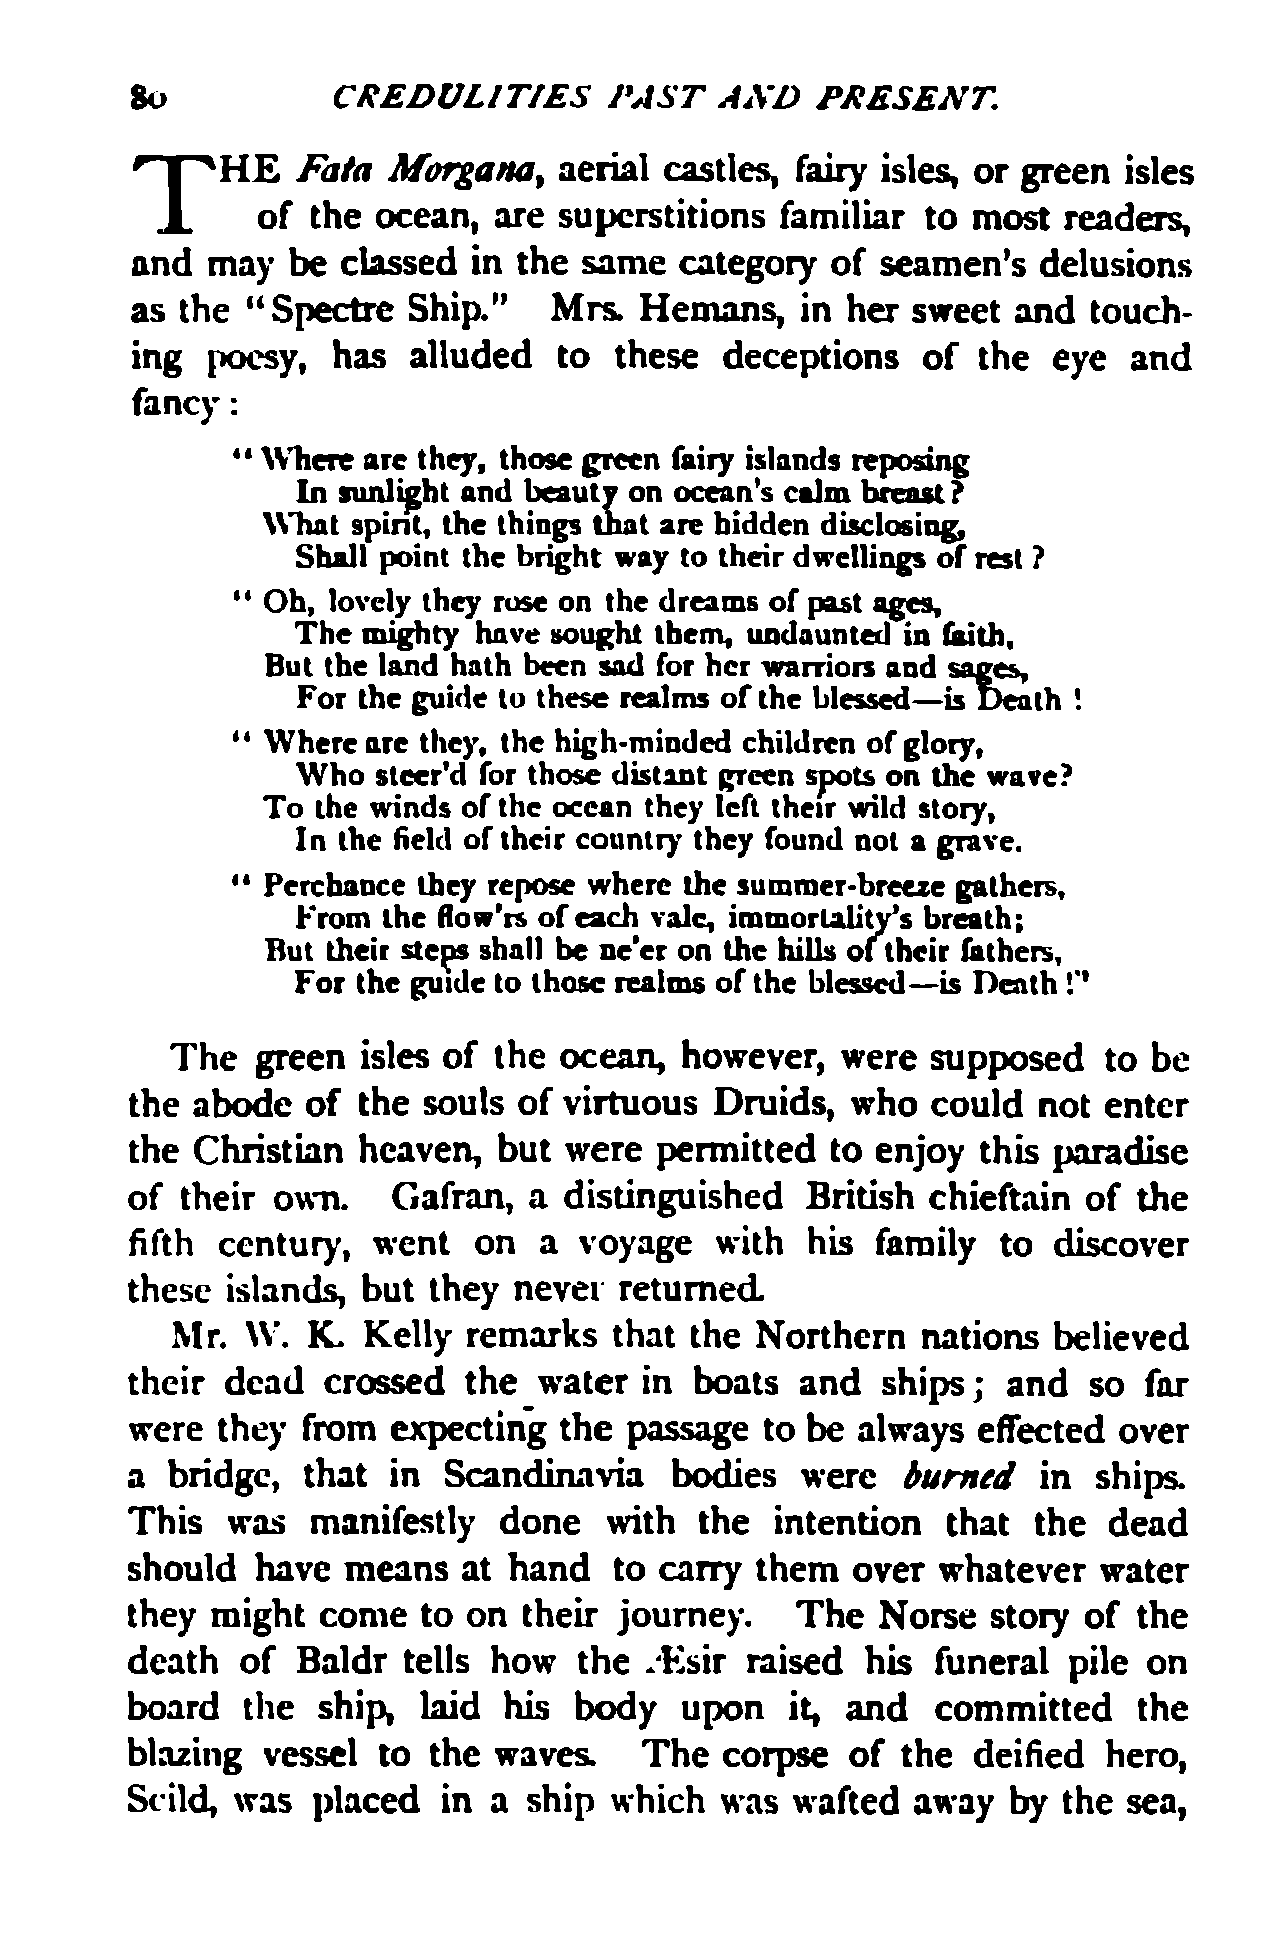 80 CREDULITIES PAST AND PRESENT.
THE Fata Morgana, aerial castles, fairy isles, or green isles
of the ocean, are superstitions familiar to most readers,
and may be classed in the same category of seamen's delusions
as the "Spectre Ship." Mrs. Hemans, in her sweet and touch-
ing poesy, has alluded to these deceptions of the eye and
fancy:
"Where are they, those green fairy islands reposing
In sunlight and beauty on ocean's calm breast?
What spirit, the things that are hidden disclosing,
Shall point the bright way to their dwellings of rest?
"Oh, lovely they rose on the dreams of past ages,
The mighty have sought them, undaunted in faith,
But the land hath been sad for her warriors and sages,
For the guide to these realms of the blessed—is Death!
"Where are they, the high-minded children of glory,
Who steer'd for those distant green spots on the wave?
To the winds of the ocean they left their wild story,
In the field of their country they found not a grave.
"Perchance they repose where the summer-breeze gathers,
From the flow'rs of each vale, immortality's breath;
But their steps shall be ne'er on the hills of their fathers,
For the guide to those realms of the blessed—is Death!"
The green isles of the ocean, however, were supposed to be
the abode of the souls of virtuous Druids, who could not enter
the Christian heaven, but were permitted to enjoy this paradise
of their own. Gafran, a distinguished British chieftain of the
fifth century, went on a voyage with his family to discover
these islands, but they never returned.
Mr. W. K. Kelly remarks that the Northern nations believed
their dead crossed the water in boats and ships; and so far
were they from expecting the passage to be always effected over
a bridge, that in Scandinavia bodies were burned in ships.
This was manifestly done with the intention that the dead
should have means at hand to carry them over whatever water
they might come to on their journey. The Norse story of the
death of Baldr tells how the Æsir raised his funeral pile on
board the ship, laid his body upon it, and committed the
blazing vessel to the waves. The corpse of the deified hero,
Scild, was placed in a ship which was wafted away by the sea,